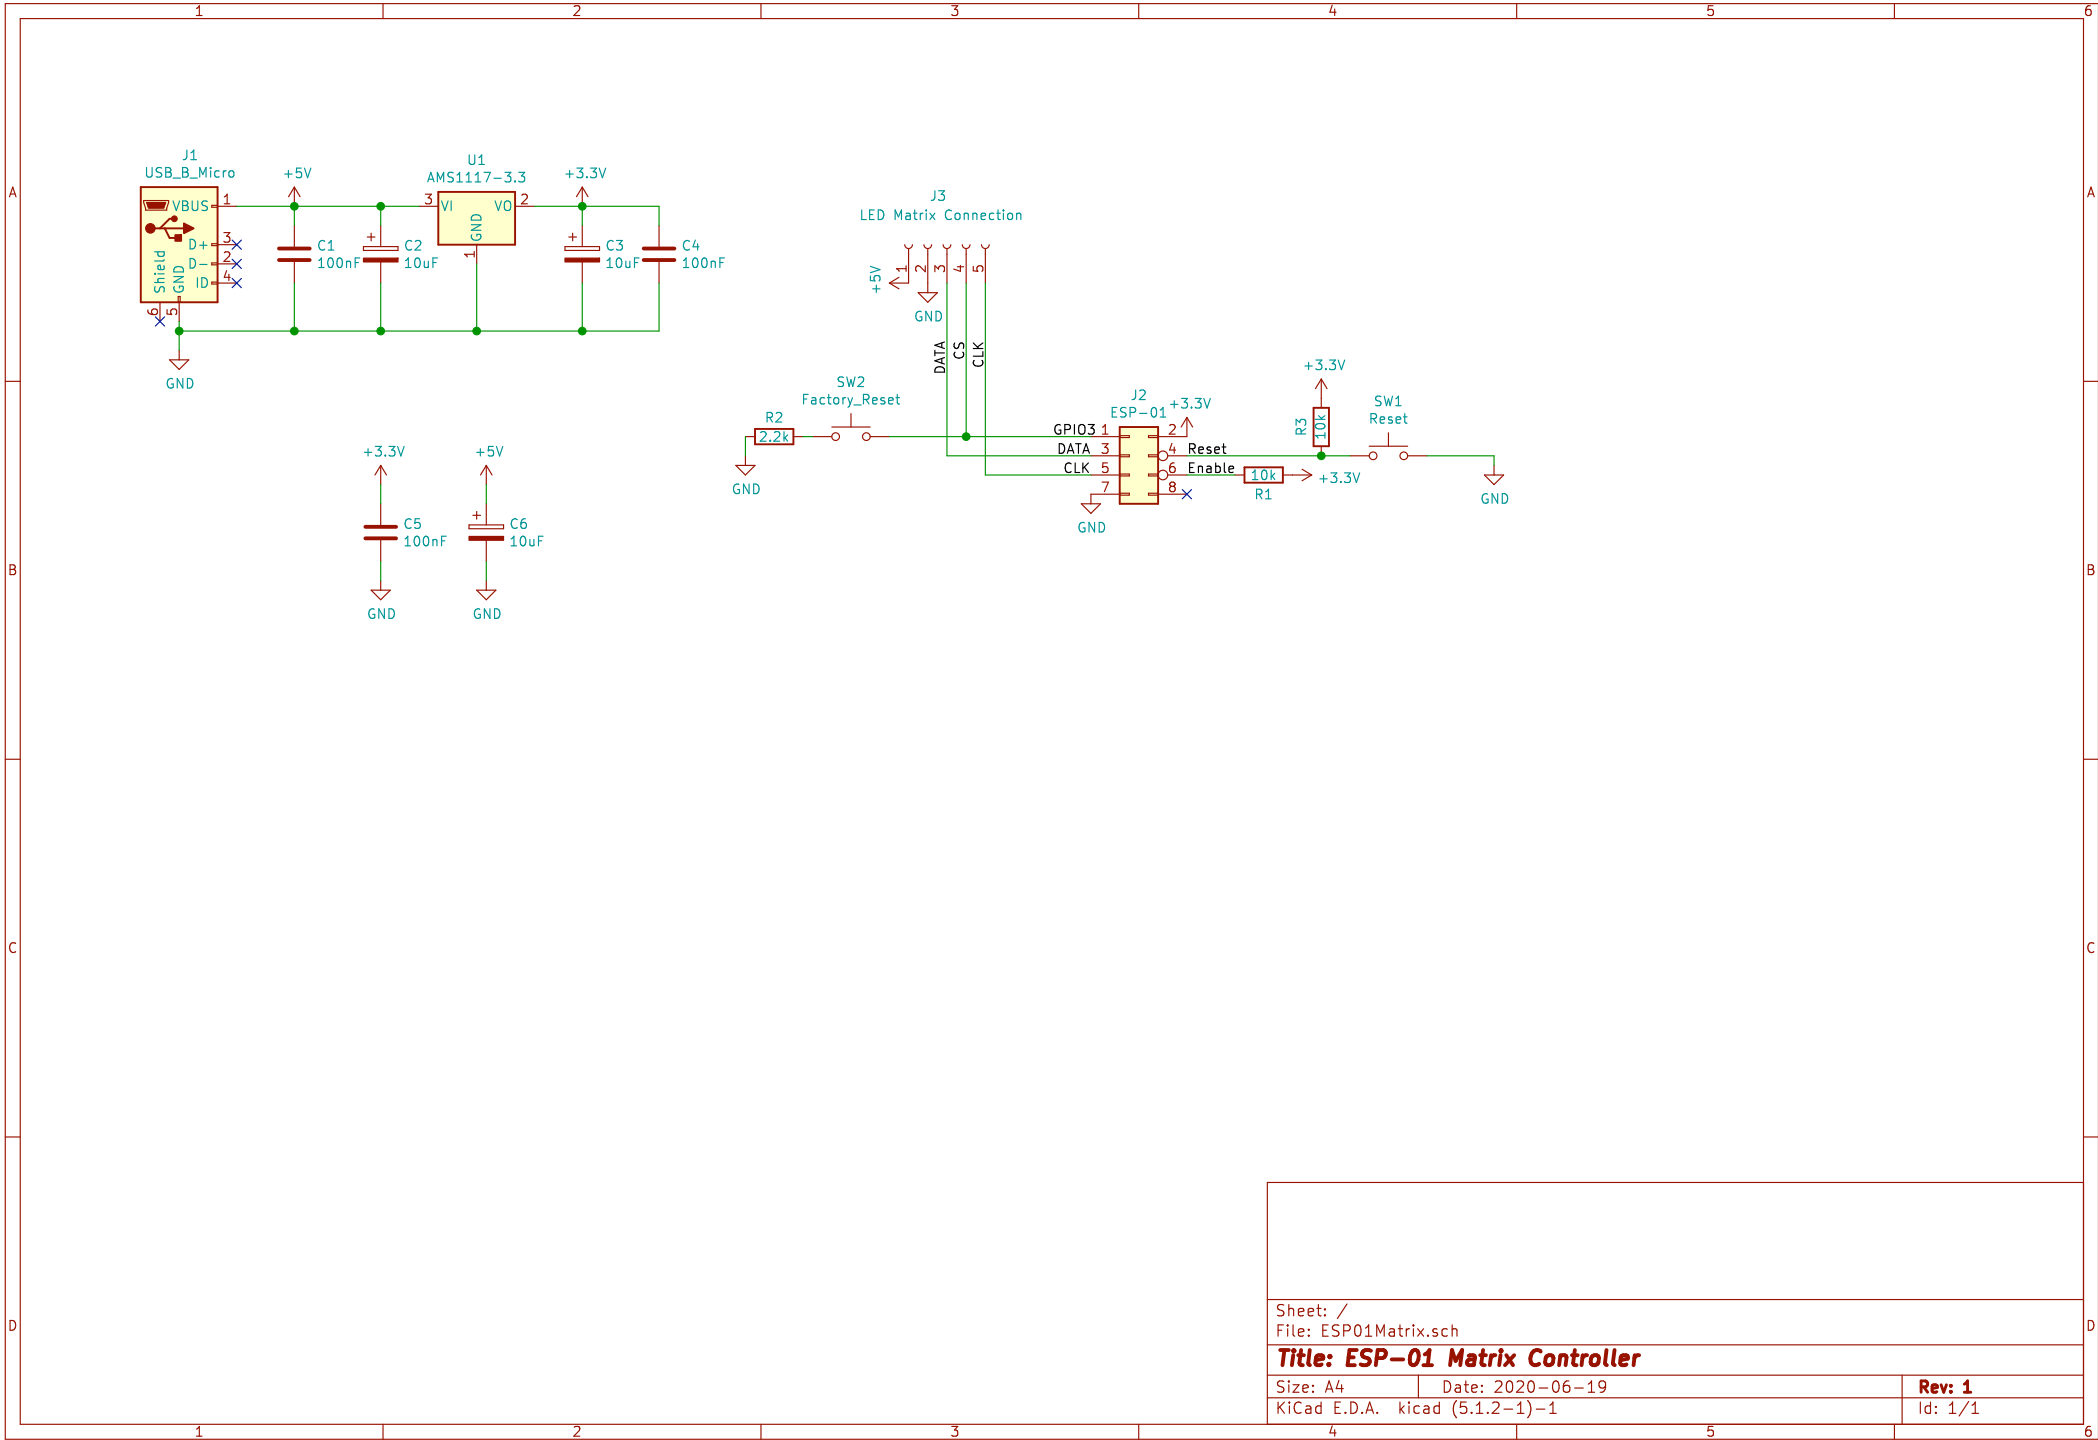 1 2 3 4 5 6
A
A
J1
USB_B_Micro
VBUS 1
D+ 3
D- 2
ID 4
Shield
GND
6
5
GND
+5V
C1
100nF
+
C2
10uF
U1
AMS1117-3.3
3 VI
VO 2
GND
1
+3.3V
+
C3
10uF
C4
100nF
J3
LED Matrix Connection
+5V
1
2
3
4
5
GND
DATA
CS
CLK
SW2
Factory_Reset
R2
2.2k
GND
J2
ESP-01
+3.3V
GPIO3 1
DATA 3
CLK 5
7
2
4 Reset
6 Enable
8
GND
10k
R1
+3.3V
+3.3V
R3
10k
SW1
Reset
GND
+3.3V
C5
100nF
GND
+5V
+
C6
10uF
GND
B
B
C
C
D
D
Sheet: /
File: ESP01Matrix.sch
Title: ESP-01 Matrix Controller
Size: A4
Date: 2020-06-19
Rev: 1
KiCad E.D.A. kicad (5.1.2-1)-1
Id: 1/1
1 2 3 4 5 6